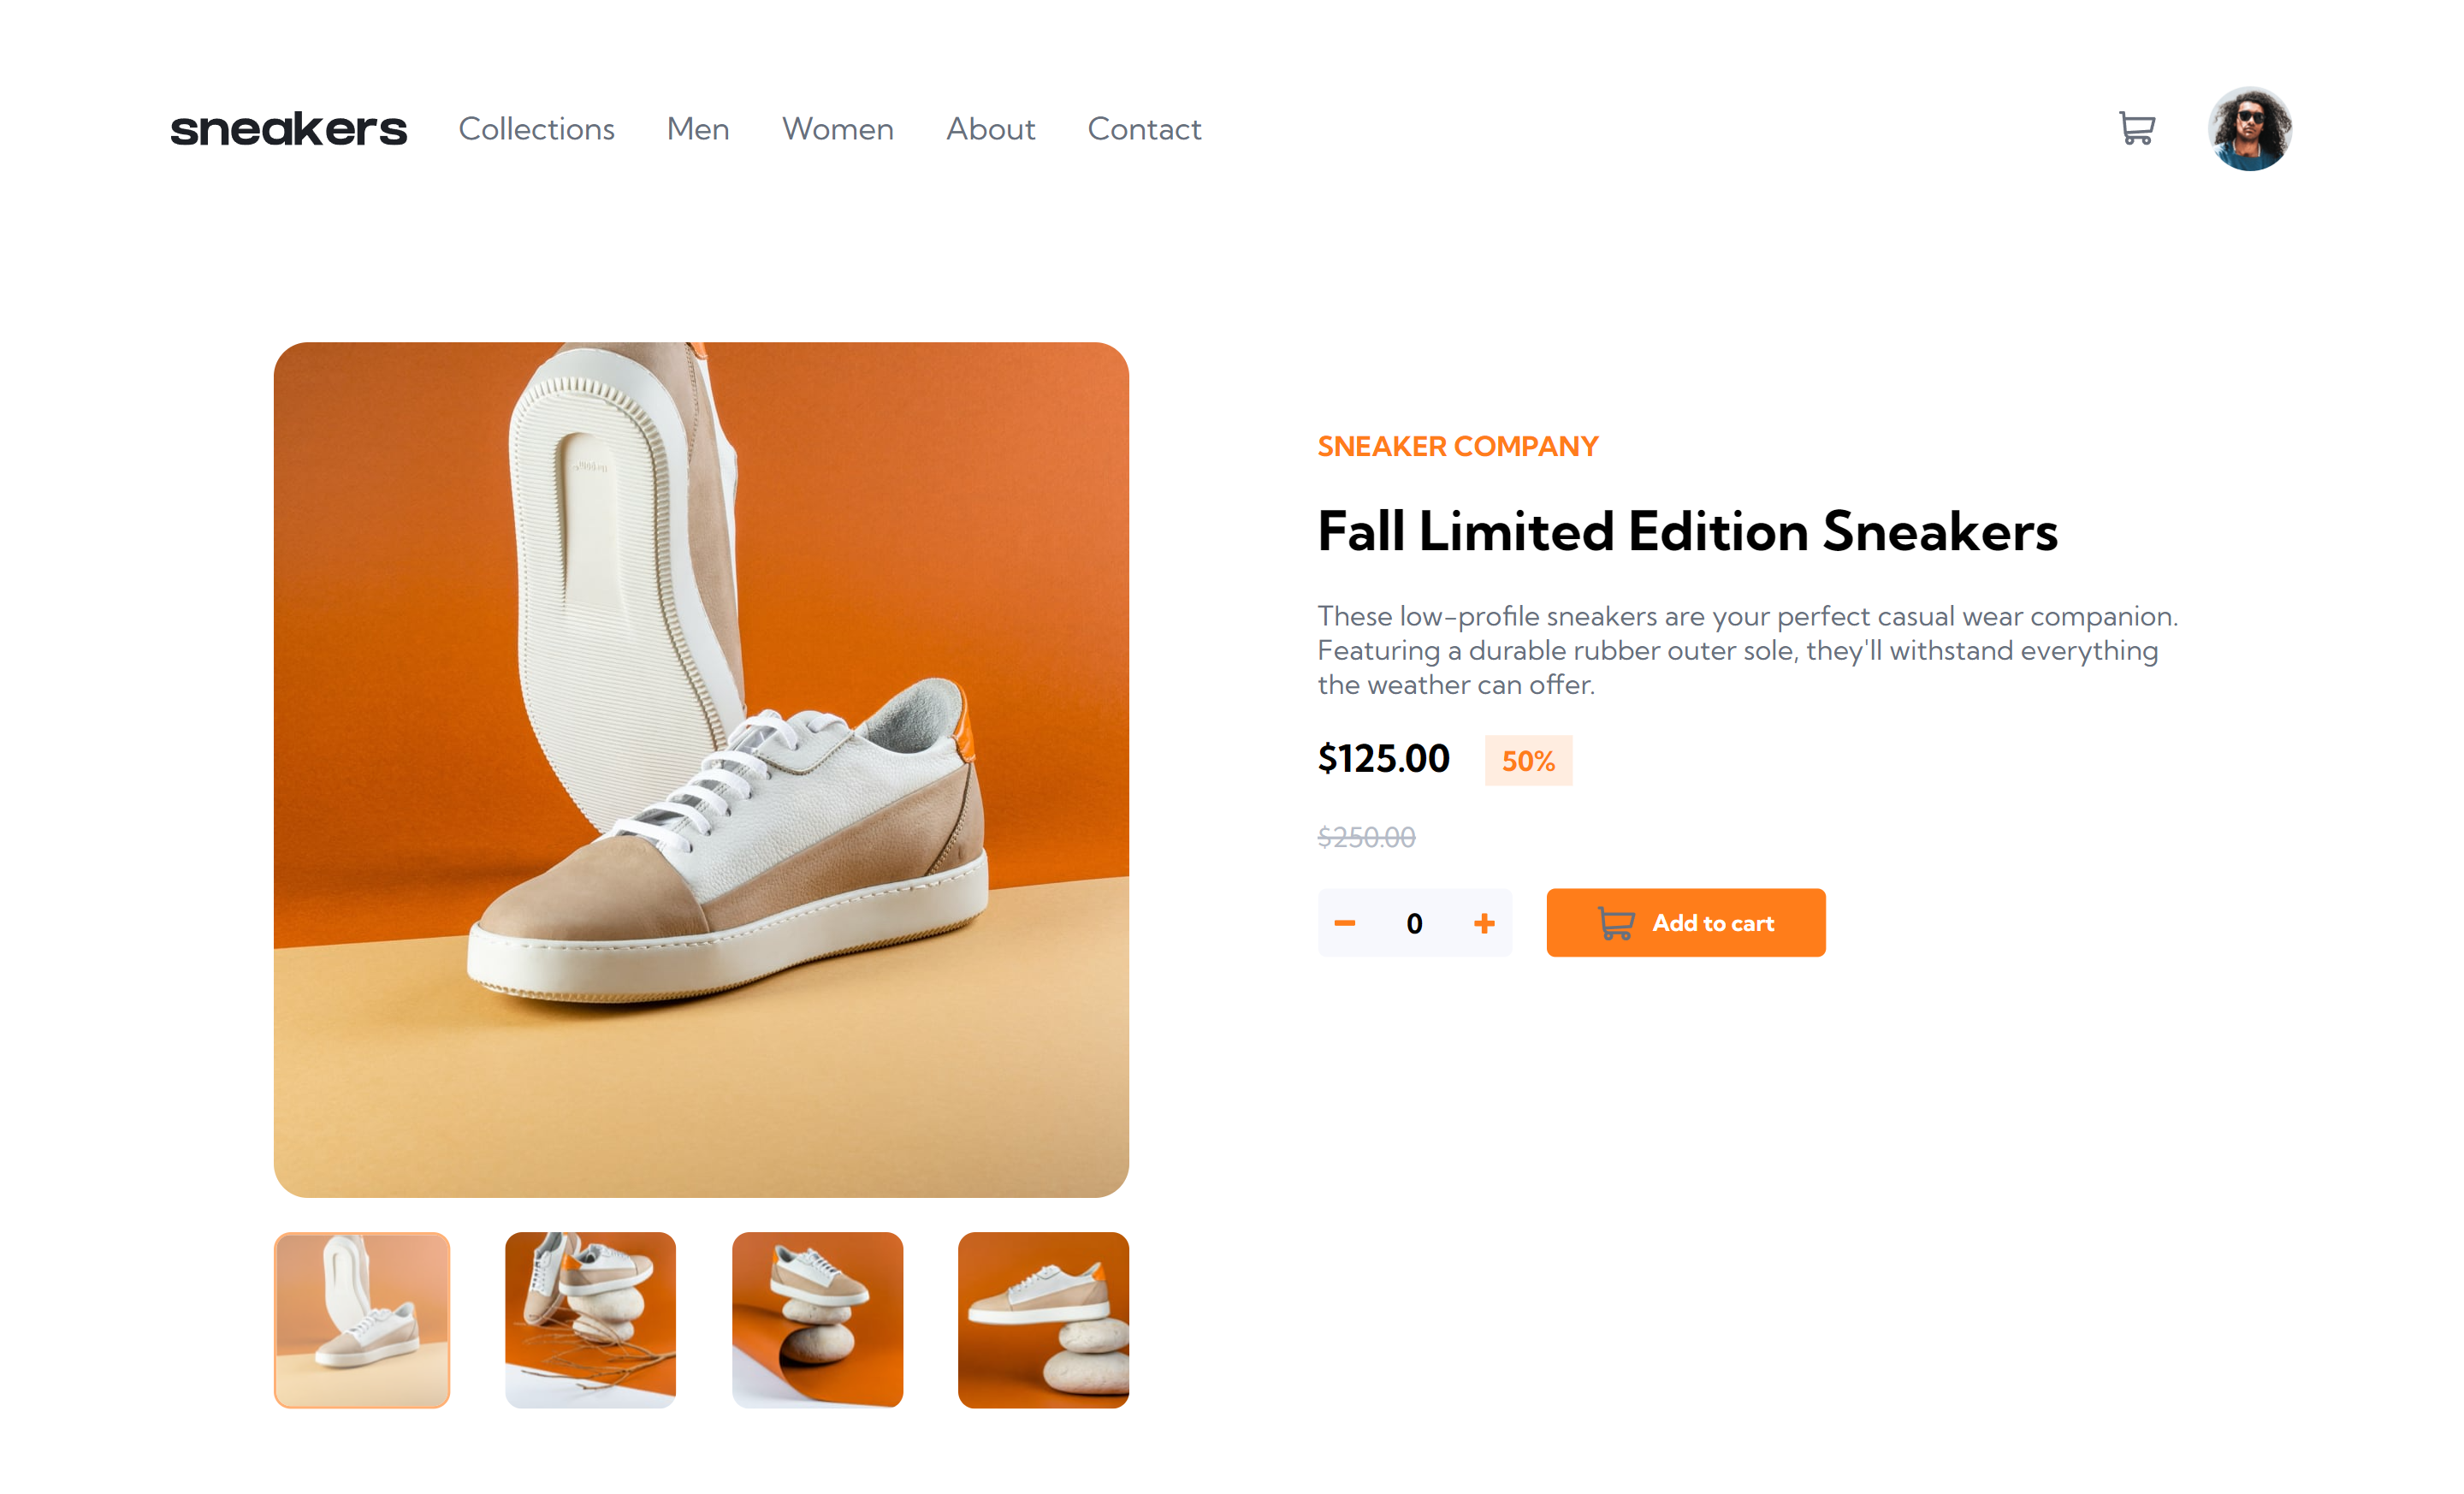 sneakers Collections Men Women About Contact
SNEAKER COMPANY
Fall Limited Edition Sneakers
These low-profile sneakers are your perfect casual wear companion.
Featuring a durable rubber outer sole, they'll withstand everything
the weather can offer.
$125.00 50%
$250.00
0 Add to cart